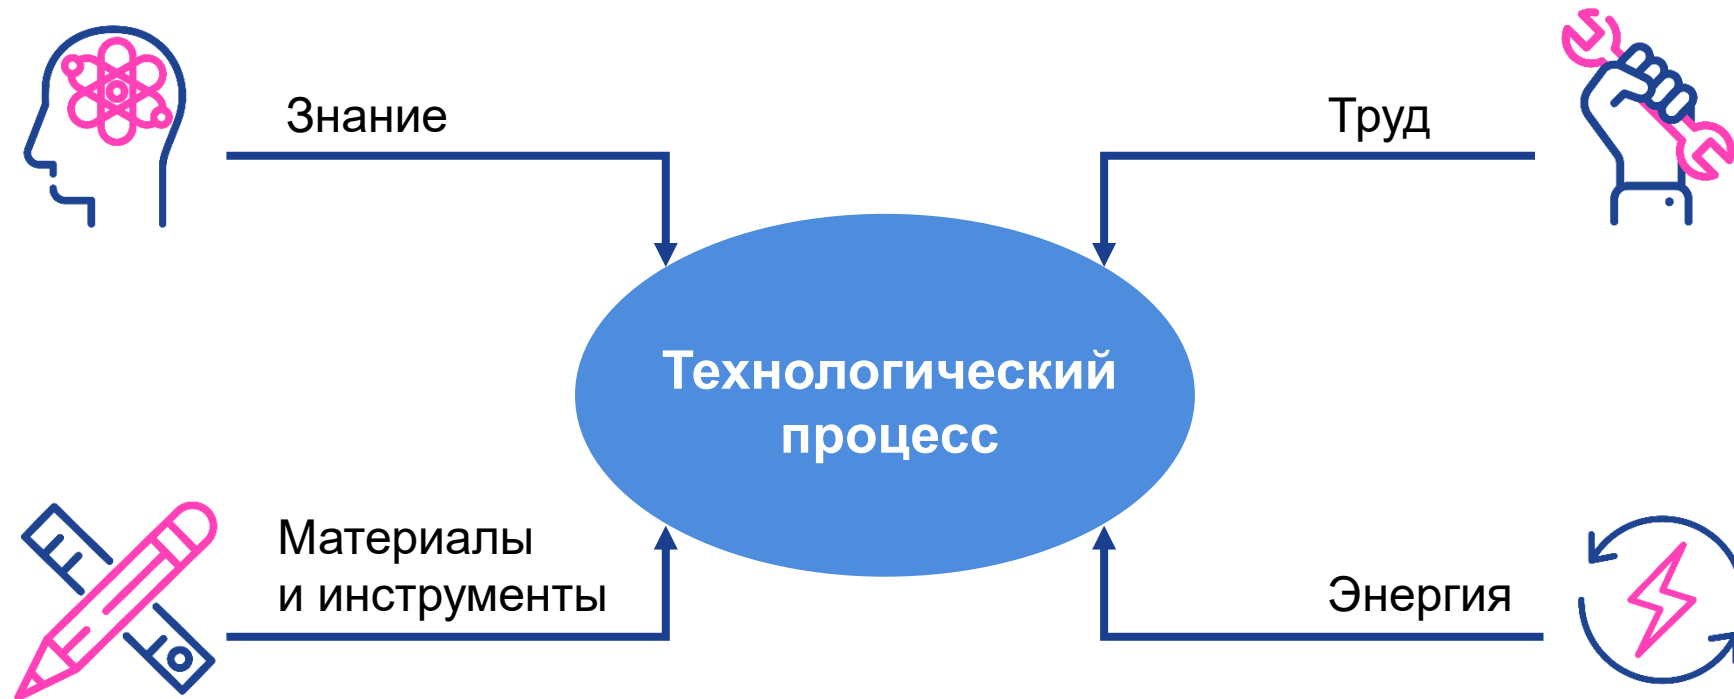 Знание
Труд
Технологический
процесс
Материалы
и инструменты
Энергия